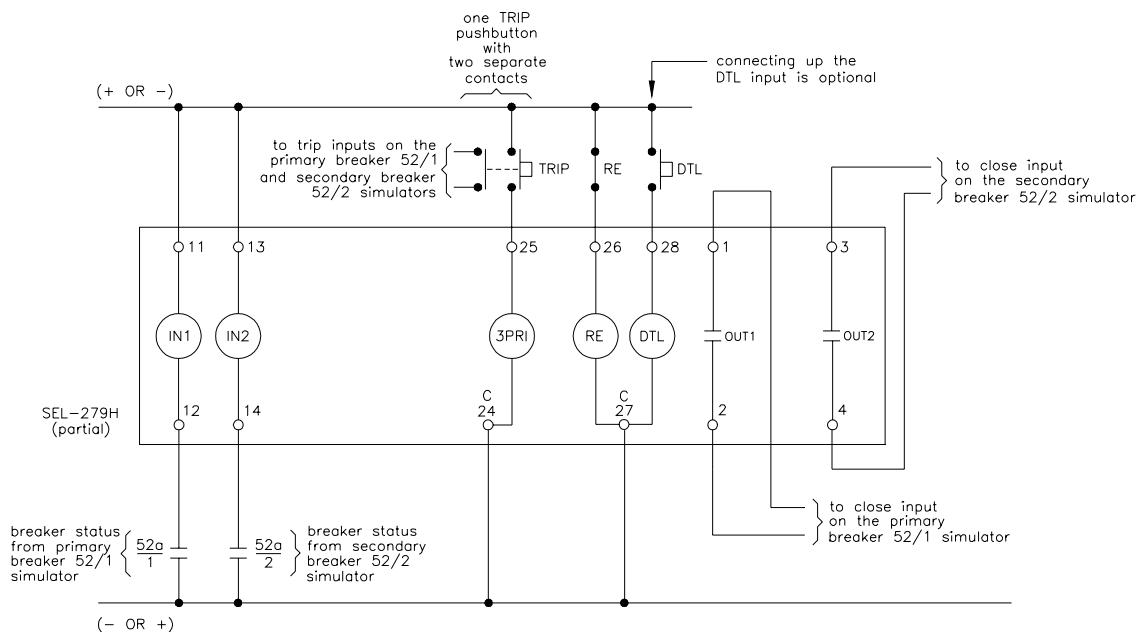 one TRIP
pushbutton
with
two separate
contacts
connecting up the
DTL input is optional
(+ OR -)
to trip inputs on the
primary breaker 52/1
and secondary breaker
52/2 simulators
TRIP
RE
DTL
to close input
on the secondary
breaker 52/2 simulator
11
13
25
26
28
1
3
IN1
IN2
3PRI
RE
DTL
OUT1
OUT2
SEL-279H
(partial)
12
14
C
24
C
27
2
4
breaker status
from primary
breaker 52/1
simulator
52a
1
52a
2
breaker status
from secondary
breaker 52/2
simulator
to close input
on the primary
breaker 52/1 simulator
(- OR +)